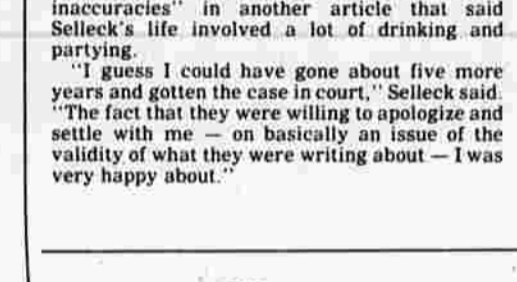 inaccuracies'' in another article that said
Selleck's life involved a lot of drinking and
partying.
"I guess I could have gone about five more
years and gotten the case in court,'' Selleck said.
"The fact that they were willing to apologize and
settle with me — on basically an issue of the
validity of what they were writing about — I was
very happy about.''